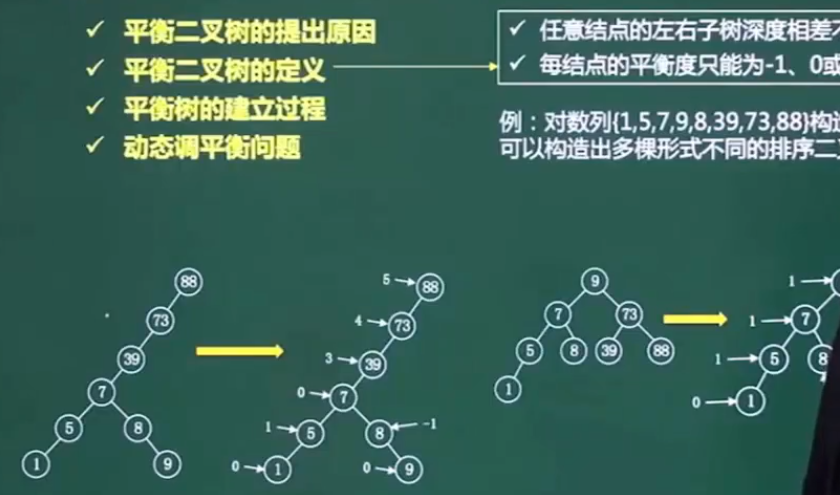 ✓ 平衡二叉树的提出原因
✓ 平衡二叉树的定义
✓ 平衡树的建立过程
✓ 动态调平衡问题
✓ 任意结点的左右子树深度相差不
✓ 每结点的平衡度只能为-1、0或
例：对数列{1,5,7,9,8,39,73,88}构造
可以构造出多棵形式不同的排序二
88
73
39
7
5 8
1 9
5 88
4 73
3 39
0 7
1 5 8 -1
0 1 0 9
9
7 73
5 8 39 88
1
1
1 7
1 5 8
0 1